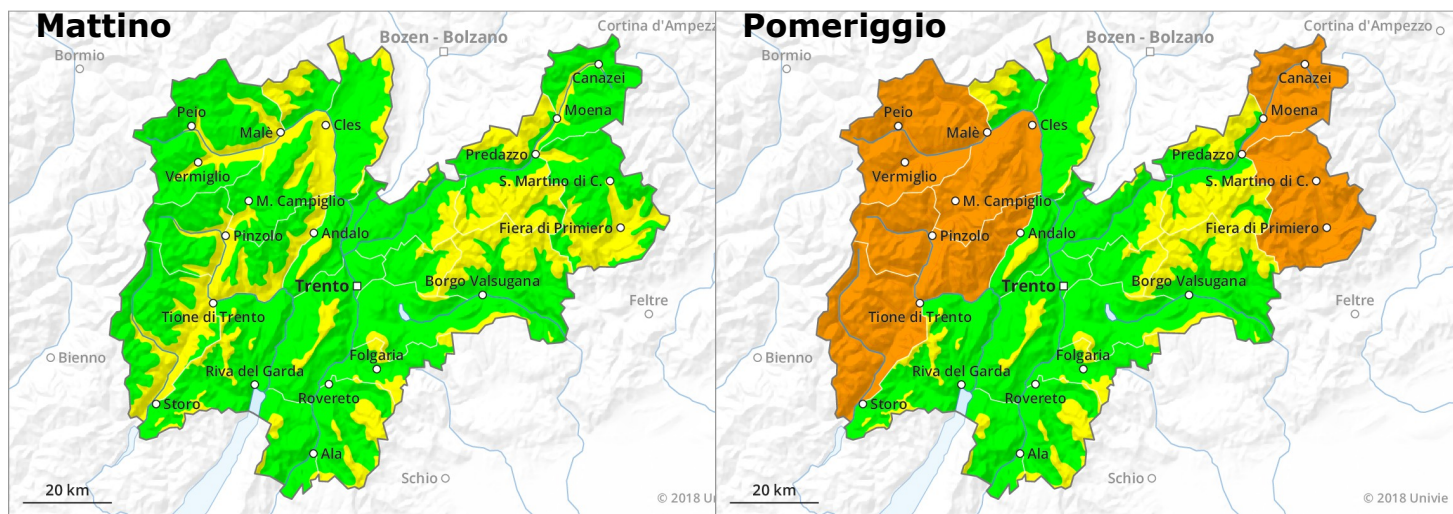 Mattino
Cortina d'Ampezzo
Bozen - Bolzano
Bormio
Canazei
Peio
Moena
Malè
Cles
Predazzo
Vermiglio
S. Martino di C.
M. Campiglio
Pinzolo
Andalo
Fiera di Primiero
Borgo Valsugana
Trento
Feltre
Tione di Trento
Bienno
Folgaria
Riva del Garda
Rovereto
Storo
Ala
Schio
20 km
© 2018 Un
Pomeriggio
Cortina d'Ampezzo
Bozen - Bolzano
Bormio
Canazei
Peio
Moena
Malè
Cles
Predazzo
Vermiglio
S. Martino di C.
M. Campiglio
Pinzolo
Andalo
Fiera di Primiero
Borgo Valsugana
Trento
Feltre
Tione di Trento
Bienno
Folgaria
Riva del Garda
Rovereto
Storo
Ala
Schio
20 km
© 2018 Univie